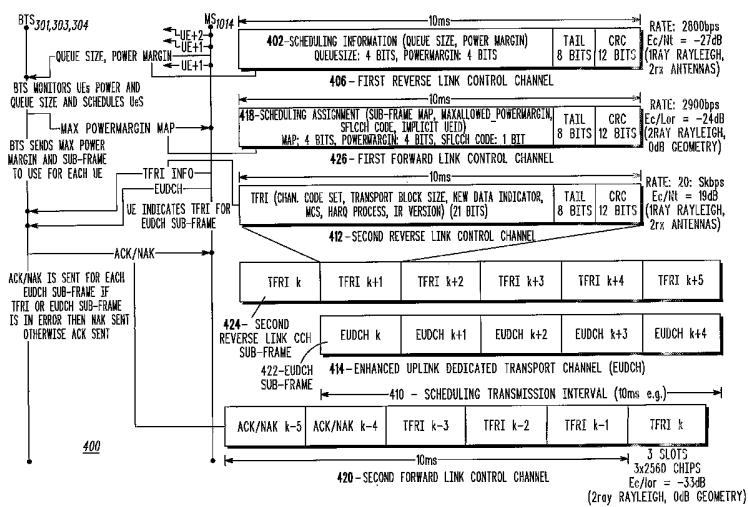 BTS 301,303,304
MS 1014
UE+2
UE+1
UE+1
QUEUE SIZE, POWER MARGIN
BTS MONITORS UEs POWER AND
QUEUE SIZE AND SCHEDULES UeS
MAX POWERMARGIN MAP
BTS SENDS MAX POWER
MARGIN AND SUB-FRAME
TO USE FOR EACH UE
TFRI INFO
EUDCH
UE INDICATES TFRI FOR
EUDCH SUB-FRAME
ACK/NAK
ACK/NAK IS SENT FOR EACH
EUDCH SUB-FRAME IF
TFRI OR EUDCH SUB-FRAME
IS IN ERROR THEN NAK SENT
OTHERWISE ACK SENT
400
10ms
402-SCHEDULING INFORMATION (QUEUE SIZE, POWER MARGIN)
QUEUESIZE: 4 BITS, POWERMARGIN: 4 BITS
TAIL
8 BITS
CRC
12 BITS
RATE: 2800bps
Ec/Nt = -27dB
(1RAY RAYLEIGH,
2rx ANTENNAS)
406-FIRST REVERSE LINK CONTROL CHANNEL
10ms
418-SCHEDULING ASSIGNMENT (SUB-FRAME MAP, MAXALLOWED_POWERMARGIN,
SFLCCH CODE, IMPLICIT UEID)
MAP; 4 BITS, POWERMARGIN: 4 BITS, SFLCCH CODE: 1 BIT
TAIL
8 BITS
CRC
12 BITS
RATE: 2900bps
Ec/Lor = -24dB
(2RAY RAYLEIGH,
0dB GEOMETRY)
426-FIRST FORWARD LINK CONTROL CHANNEL
10ms
TFRI (CHAN. CODE SET, TRANSPORT BLOCK SIZE, NEW DATA INDICATOR,
MCS, HARQ PROCESS, IR VERSION) (21 BITS)
TAIL
8 BITS
CRC
12 BITS
RATE: 20: Skbps
Ec/Nt = 19dB
(1RAY RAYLEIGH,
2rx ANTENNAS)
412-SECOND REVERSE LINK CONTROL CHANNEL
TFRI k
TFRI k+1
TFRI k+2
TFRI k+3
TFRI k+4
TFRI k+5
424- SECOND
REVERSE LINK CCH
SUB-FRAME
EUDCH k
EUDCH k+1
EUDCH k+2
EUDCH k+3
EUDCH k+4
422-EUDCH
SUB-FRAME
414-ENHANCED UPLINK DEDICATED TRANSPORT CHANNEL (EUDCH)
410 - SCHEDULING TRANSMISSION INTERVAL (10ms e.g.)
ACK/NAK k-5
ACK/NAK k-4
TFRI k-3
TFRI k-2
TFRI k-1
TFRI k
10ms
420-SECOND FORWARD LINK CONTROL CHANNEL
3 SLOTS
3x2560 CHIPS
Ec/lor = -33dB
(2ray RAYLEIGH, 0dB GEOMETRY)